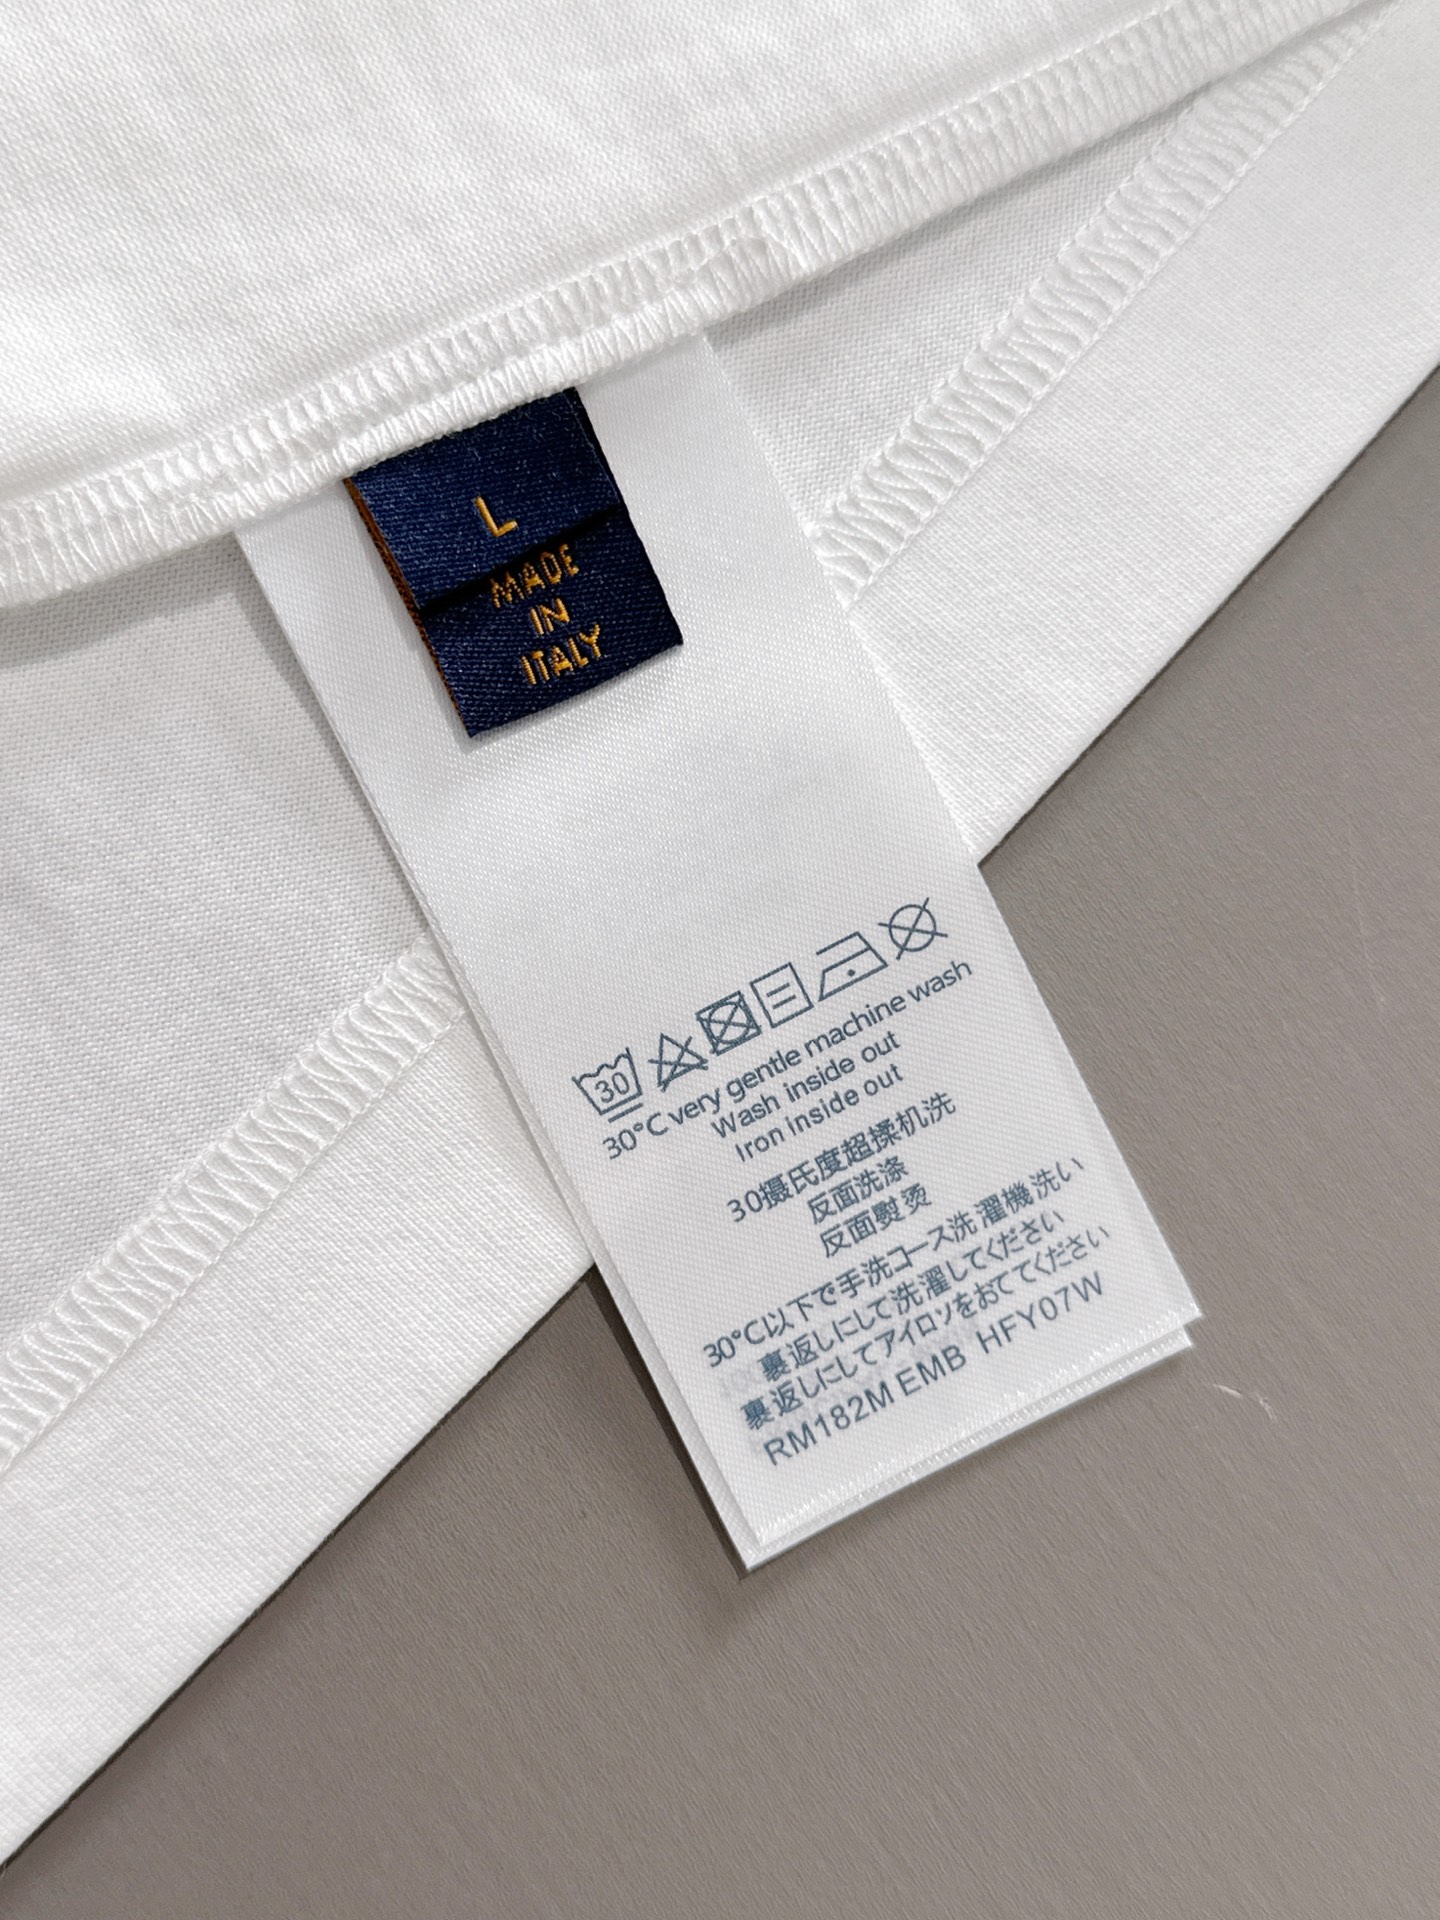 L
MADE
IN
ITALY
30
30°C very gentle machine wash
Wash inside out
Iron inside out
30摄氏度超揉机洗
反面洗涤
反面熨烫
30°C以下で手洗コース洗濯機洗い
裏返しにして洗濯してください
裏返しにしてアイロソをおててください
RM182M EMB HFY07W